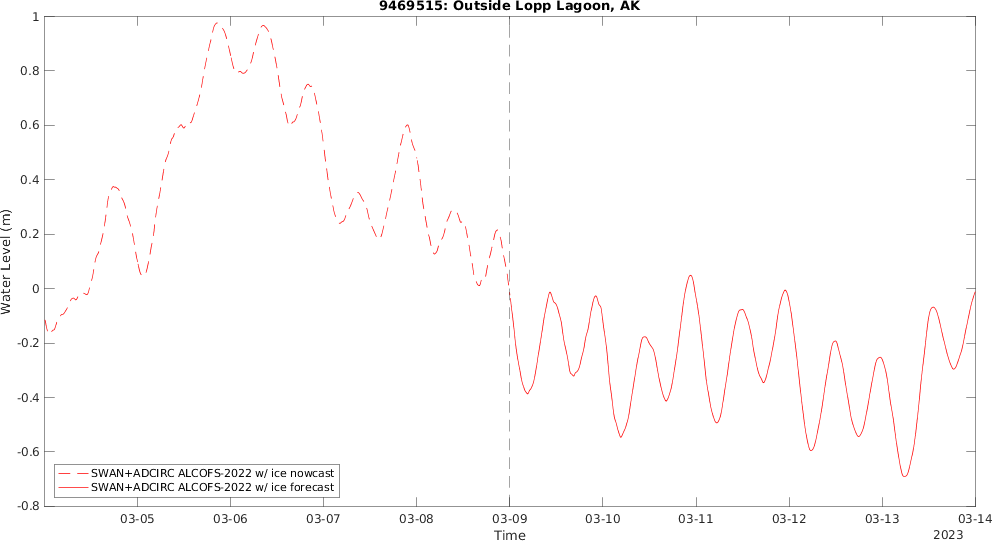 9469515: Outside Lopp Lagoon, AK
1
0.8
0.6
0.4
0.2
0
-0.2
-0.4
-0.6
-0.8
Water Level (m)
SWAN+ADCIRC ALCOFS-2022 w/ ice nowcast
SWAN+ADCIRC ALCOFS-2022 w/ ice forecast
03-05 03-06 03-07 03-08 03-09 03-10 03-11 03-12 03-13 03-14
Time
2023